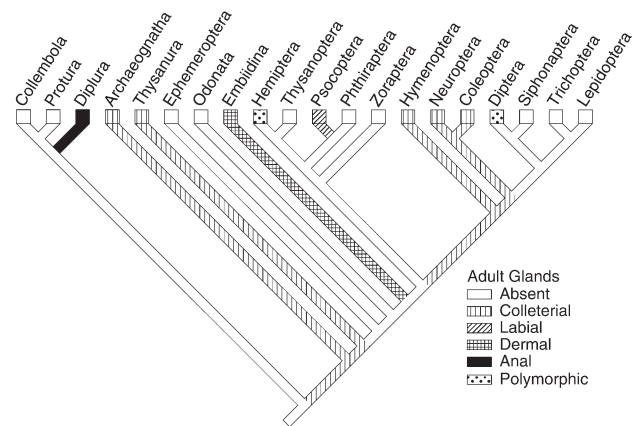 Collembola
Protura
Diplura
Archaeognatha
Thysanura
Ephemeroptera
Odonata
Embiidina
Hemiptera
Thysanoptera
Psocoptera
Phthiraptera
Zoraptera
Hymenoptera
Neuroptera
Coleoptera
Diptera
Siphonaptera
Trichoptera
Lepidoptera
Adult Glands
Absent
Colleterial
Labial
Dermal
Anal
Polymorphic